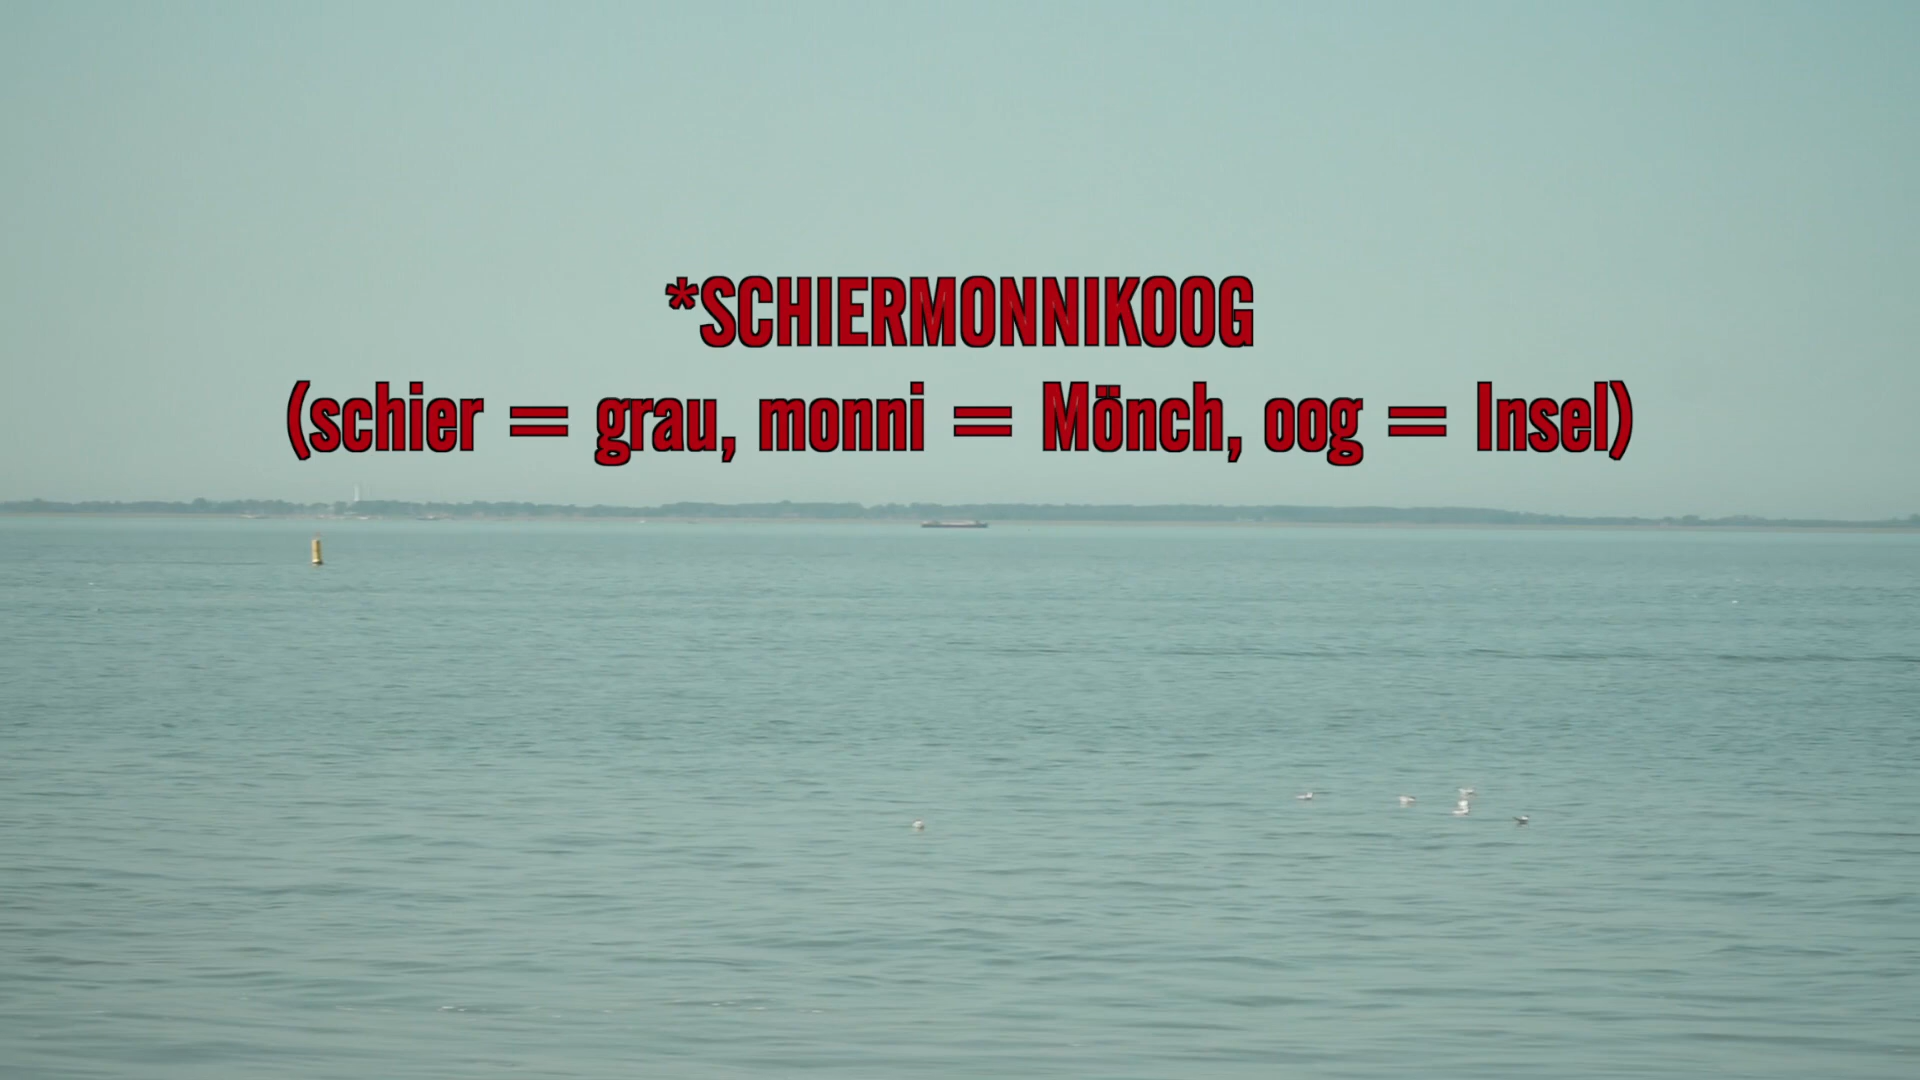 *SCHIERMONNIKOOG
(schier = grau, monni = Mönch, oog = Insel)